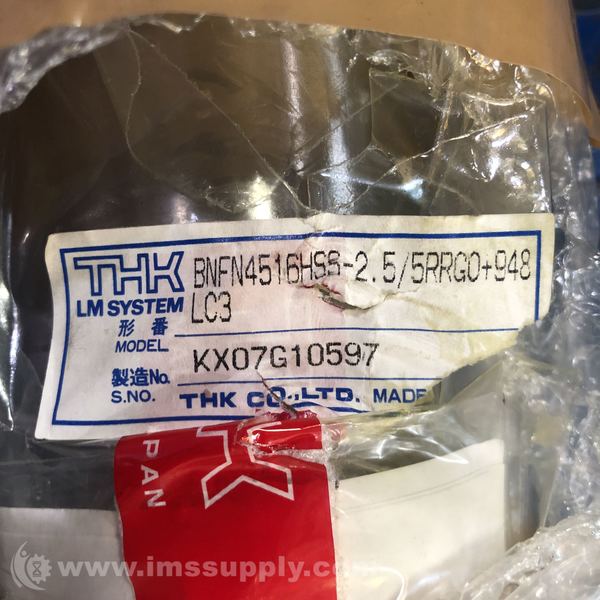 THK
LM SYSTEM
形番
MODEL
BNFN4516HSS-2.5/5RRG0+948
LC3
製造No.
S.NO.
KX07G10597
THK CO.,LTD. MADE
PAN
www.imssupply.com